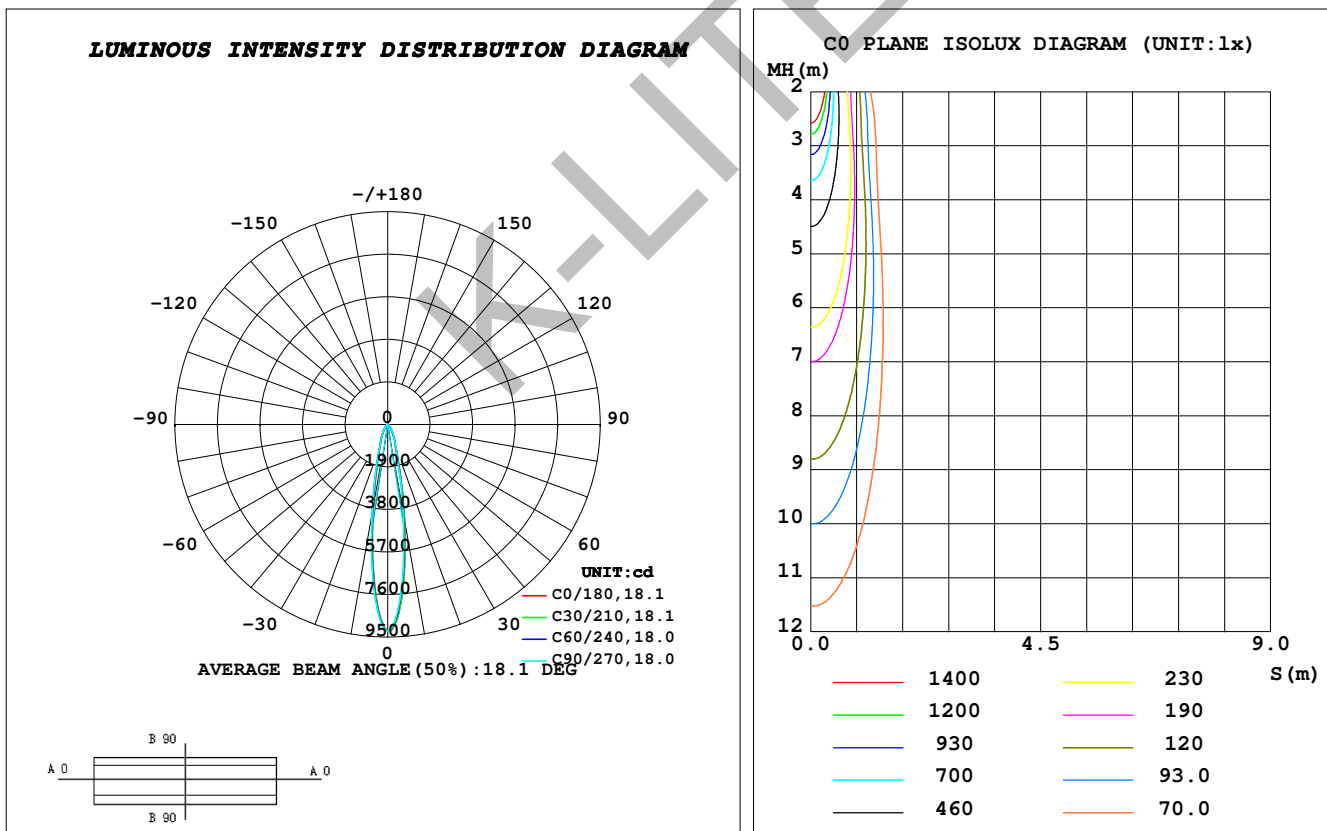 LUMINOUS INTENSITY DISTRIBUTION DIAGRAM
-/+180
-150
150
-120
120
-90
90
-60
60
-30
30
0
0
1900
3800
5700
7600
9500
UNIT:cd
C0/180,18.1
C30/210,18.1
C60/240,18.0
C90/270,18.0
AVERAGE BEAM ANGLE(50%):18.1 DEG
B 90
A 0
A 0
B 90
K-LITE
C0 PLANE ISOLUX DIAGRAM (UNIT:lx)
MH(m)
2
3
4
5
6
7
8
9
10
11
12
0.0
4.5
9.0
S(m)
1400
1200
930
700
460
230
190
120
93.0
70.0